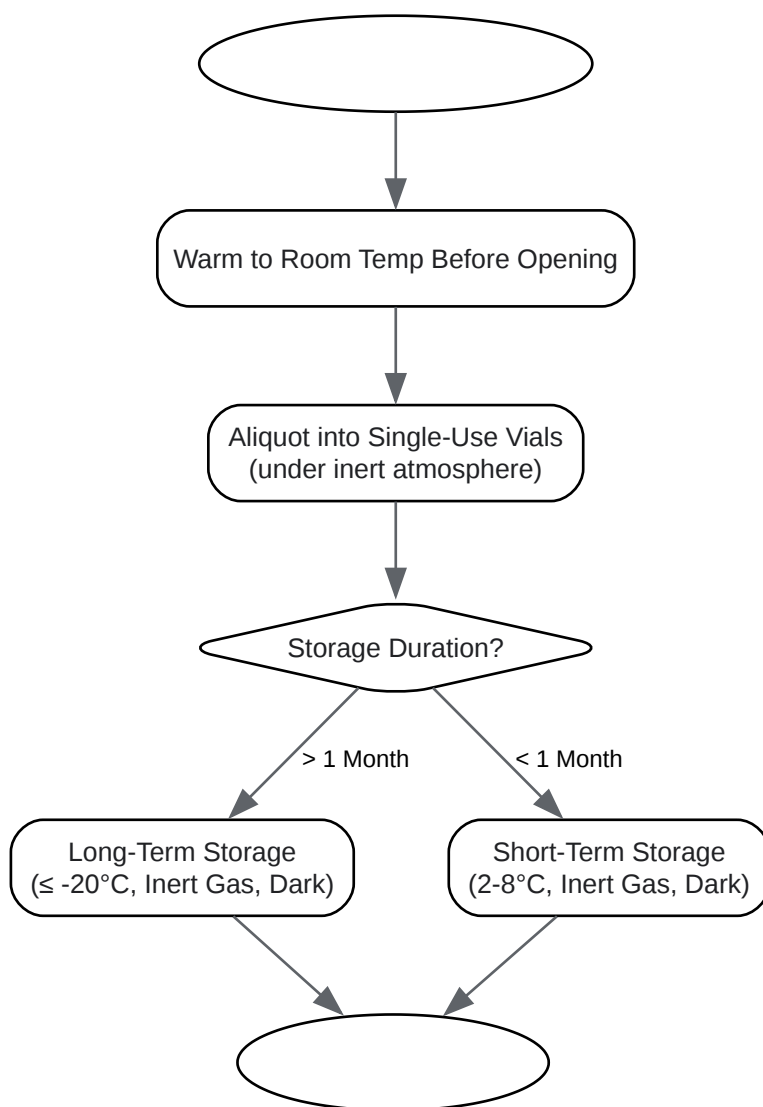 Warm to Room Temp Before Opening
Aliquot into Single-Use Vials
(under inert atmosphere)
Storage Duration?
> 1 Month
< 1 Month
Long-Term Storage
(≤ -20°C, Inert Gas, Dark)
Short-Term Storage
(2-8°C, Inert Gas, Dark)